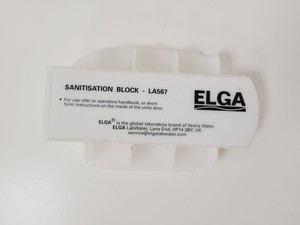 SANITISATION BLOCK - LA567
ELGA
• For use refer to operators handbook, or short
form instructions on the inside of the units door.
ELGA® is the global laboratory brand of Veolia Water
ELGA LabWater, Lane End, HP14 3BY, UK
service@elgalabwater.com